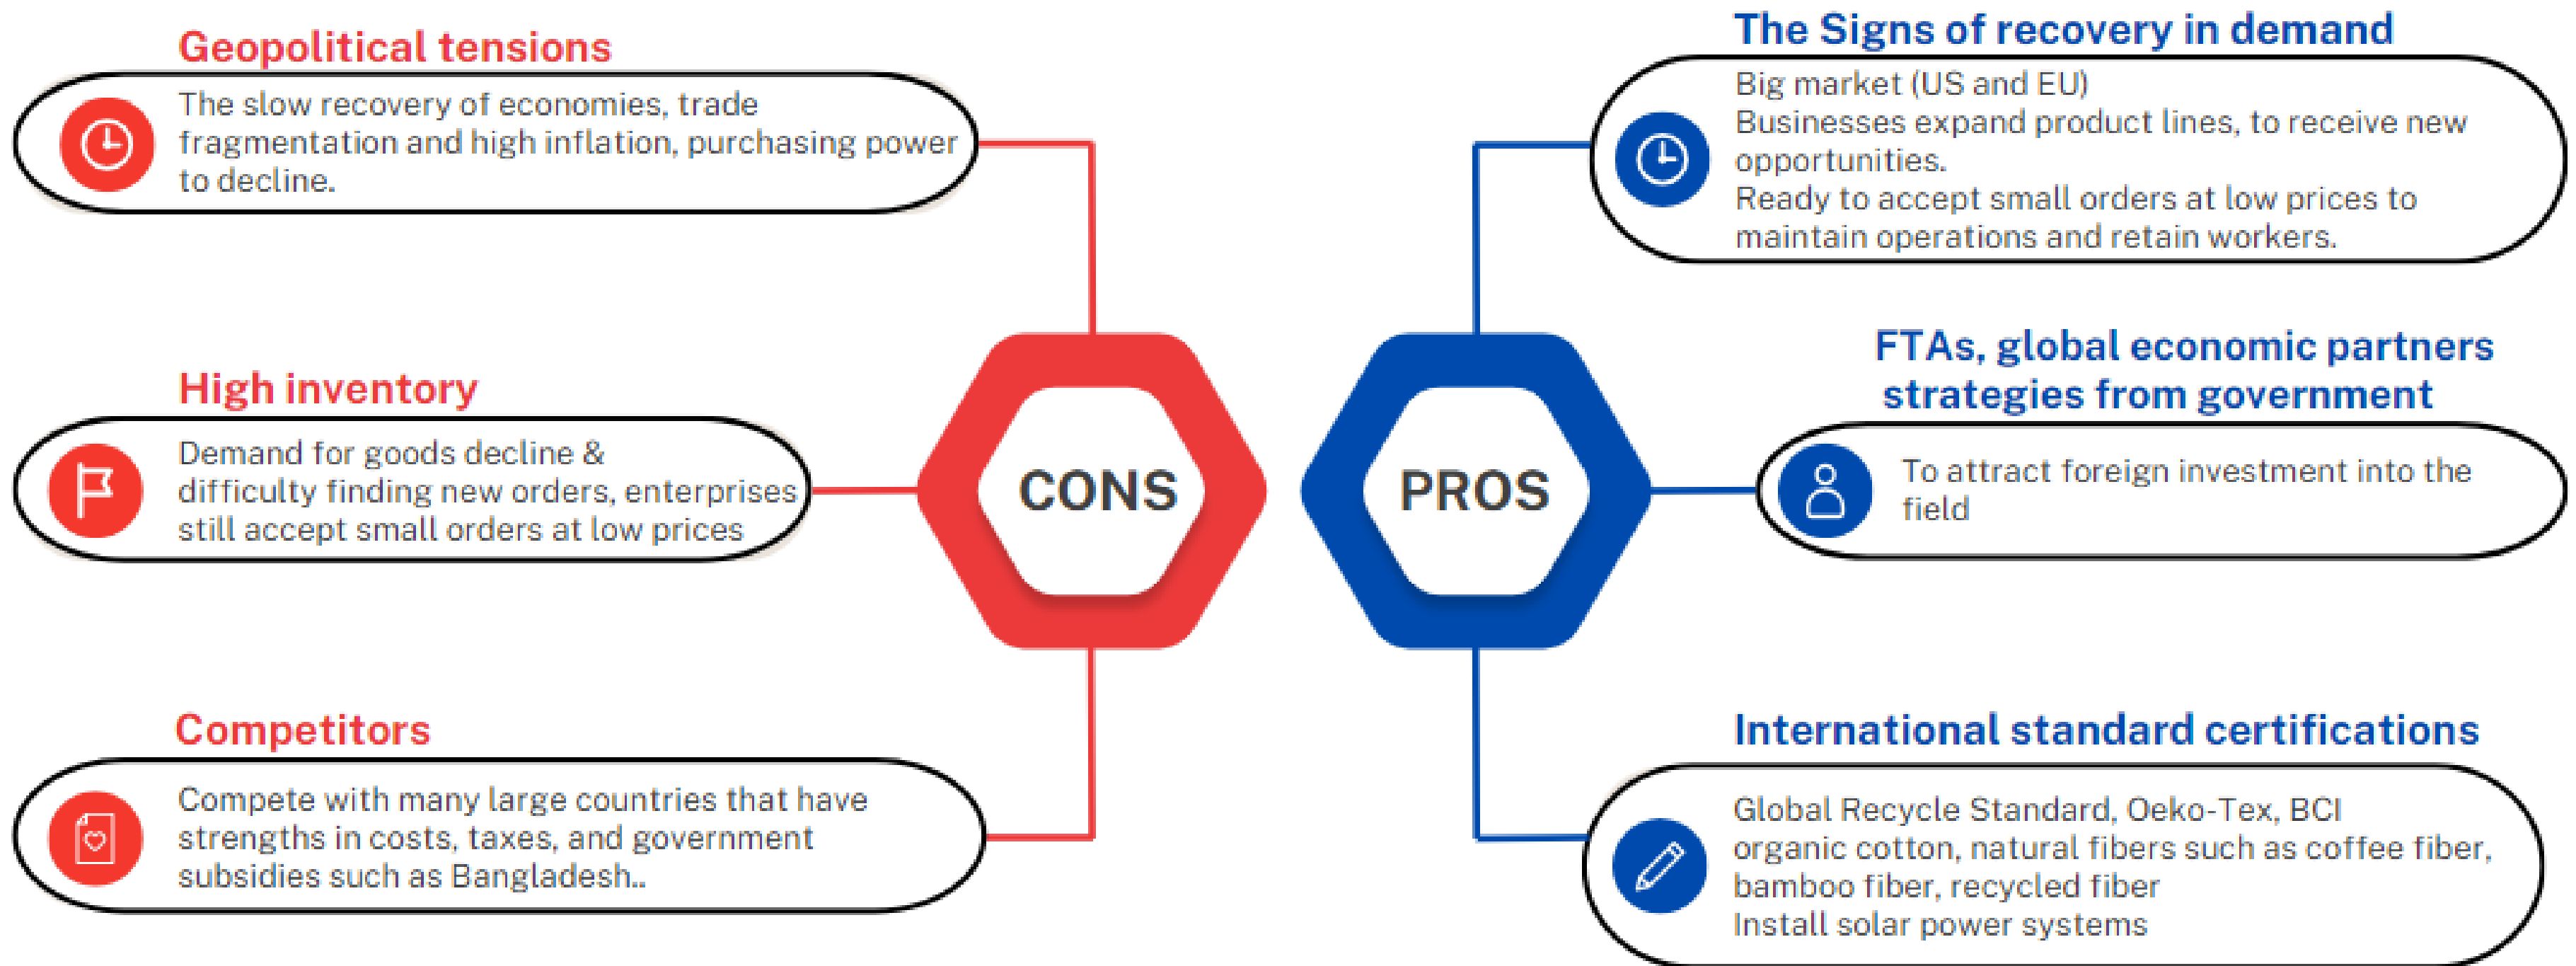 Geopolitical tensions
The slow recovery of economies, trade
fragmentation and high inflation, purchasing power
to decline.
High inventory
Demand for goods decline &
difficulty finding new orders, enterprises
still accept small orders at low prices
Competitors
Compete with many large countries that have
strengths in costs, taxes, and government
subsidies such as Bangladesh..
CONS
PROS
The Signs of recovery in demand
Big market (US and EU)
Businesses expand product lines, to receive new
opportunities.
Ready to accept small orders at low prices to
maintain operations and retain workers.
FTAs, global economic partners
strategies from government
To attract foreign investment into the
field
International standard certifications
Global Recycle Standard, Oeko-Tex, BCI
organic cotton, natural fibers such as coffee fiber,
bamboo fiber, recycled fiber
Install solar power systems